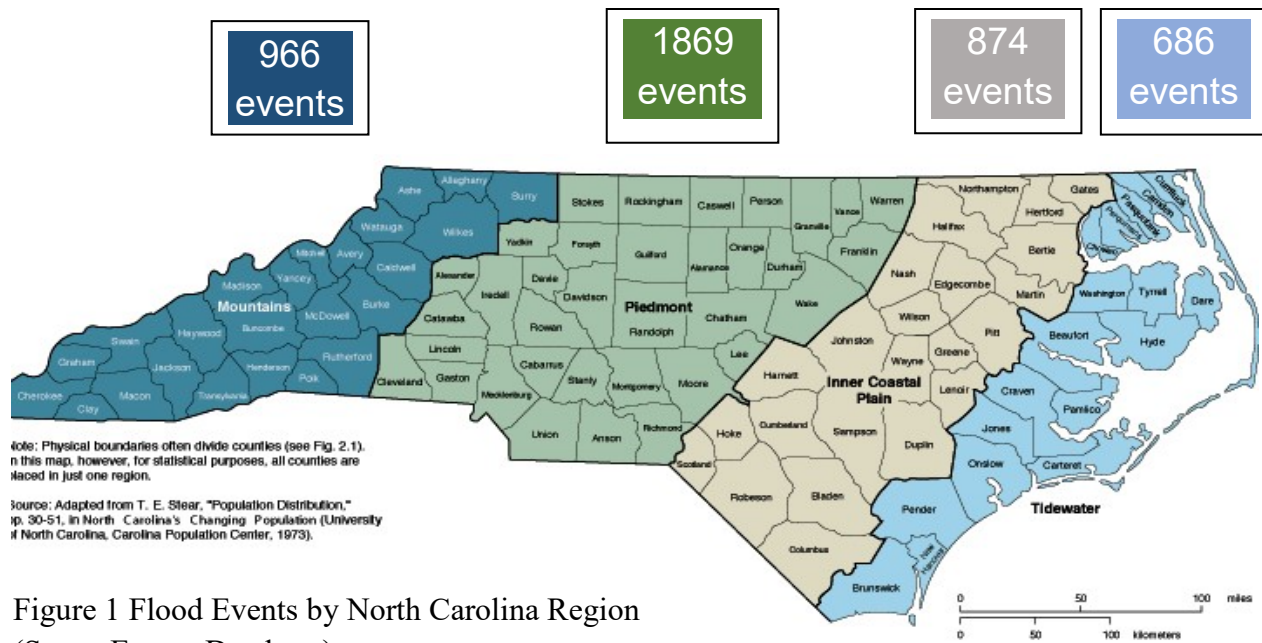 966
events
1869
events
874
events
686
events
Ashe
Alleghany
Surry
Watauga
Wilkes
Mitchell
Avery
Caldwell
Yancey
Madison
Mountains
Burke
McDowell
Buncombe
Haywood
Swain
Rutherford
Graham
Jackson
Henderson
Polk
Cherokee
Macon
Transylvania
Clay
Stokes
Rockingham
Caswell
Person
Granville
Vance
Warren
Yadkin
Forsyth
Guilford
Orange
Franklin
Alamance
Durham
Alexander
Iredell
Davie
Davidson
Piedmont
Wake
Catawba
Rowan
Randolph
Chatham
Lincoln
Cabarrus
Lee
Cleveland
Gaston
Stanly
Montgomery
Moore
Mecklenburg
Union
Anson
Richmond
Northampton
Gates
Hertford
Halifax
Bertie
Nash
Edgecombe
Martin
Wilson
Pitt
Johnston
Greene
Wayne
Harnett
Inner Coastal
Plain
Lenoir
Hoke
Cumberland
Sampson
Duplin
Scotland
Robeson
Bladen
Columbus
Currituck
Camden
Pasquotank
Perquimans
Chowan
Washington
Tyrrell
Dare
Beaufort
Hyde
Craven
Pamlico
Jones
Onslow
Carteret
Pender
Tidewater
New
Hanover
Brunswick
Note: Physical boundaries often divide counties (see Fig. 2.1).
n this map, however, for statistical purposes, all counties are
placed in just one region.
Source: Adapted from T. E. Stear, "Population Distribution,"
pp. 30-51, in North Carolina's Changing Population (University
of North Carolina, Carolina Population Center, 1973).
0 50 100 miles
0 50 100 kilometers
Figure 1 Flood Events by North Carolina Region